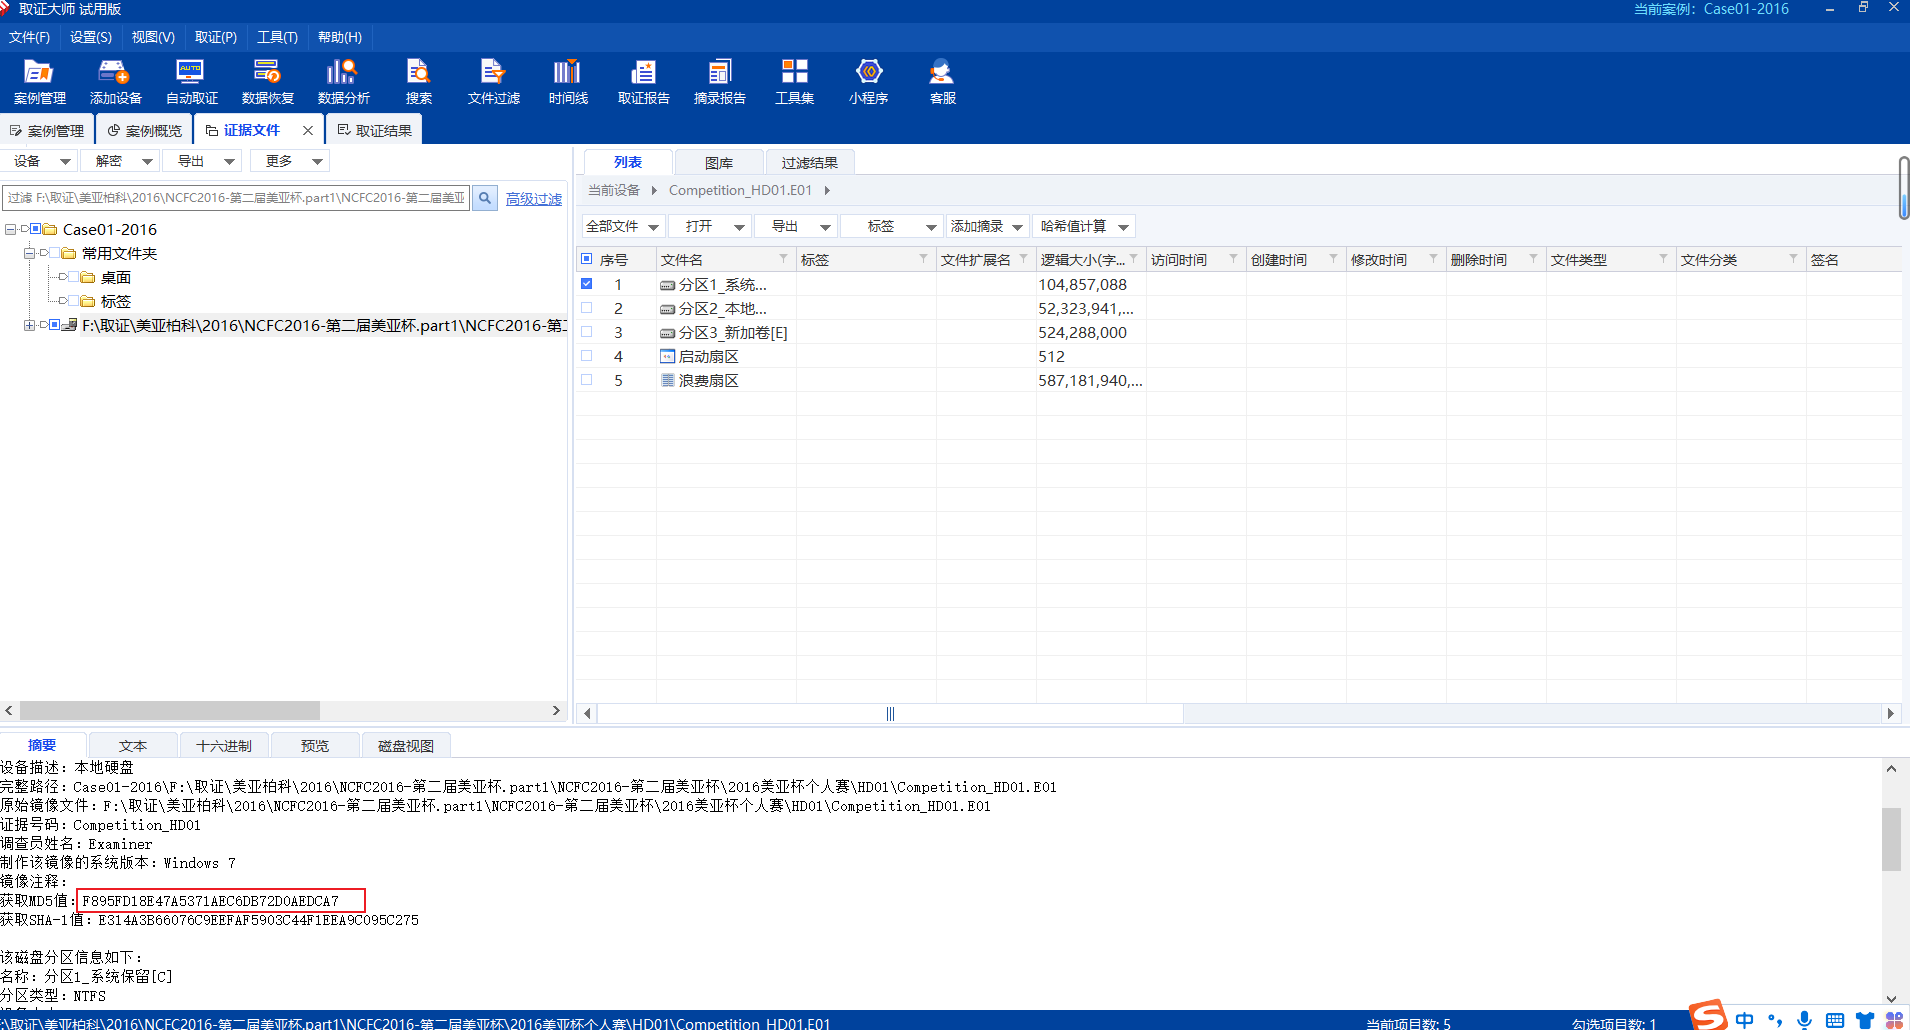 取证大师 试用版
当前案例：Case01-2016
文件(F) 设置(S) 视图(V) 取证(P) 工具(T) 帮助(H)
案例管理 添加设备 自动取证 数据恢复 数据分析 搜索 文件过滤 时间线 取证报告 摘录报告 工具集 小程序 客服
案例管理 案例概览 证据文件 取证结果
设备 解密 导出 更多
过滤 F:\取证\美亚柏科\2016\NCFC2016-第二届美亚杯.part1\NCFC2016-第二届美亚
高级过滤
Case01-2016
常用文件夹
桌面
标签
F:\取证\美亚柏科\2016\NCFC2016-第二届美亚杯.part1\NCFC2016-第二
列表 图库 过滤结果
当前设备 Competition_HD01.E01
全部文件 打开 导出 标签 添加摘录 哈希值计算
序号 文件名 标签 文件扩展名 逻辑大小(字... 访问时间 创建时间 修改时间 删除时间 文件类型 文件分类 签名
1 分区1_系统... 104,857,088
2 分区2_本地... 52,323,941,...
3 分区3_新加卷[E] 524,288,000
4 启动扇区 512
5 浪费扇区 587,181,940,...
摘要 文本 十六进制 预览 磁盘视图
设备描述：本地硬盘
完整路径：Case01-2016\F:\取证\美亚柏科\2016\NCFC2016-第二届美亚杯.part1\NCFC2016-第二届美亚杯\2016美亚杯个人赛\HD01\Competition_HD01.E01
原始镜像文件：F:\取证\美亚柏科\2016\NCFC2016-第二届美亚杯.part1\NCFC2016-第二届美亚杯\2016美亚杯个人赛\HD01\Competition_HD01.E01
证据号码：Competition_HD01
调查员姓名：Examiner
制作该镜像的系统版本：Windows 7
镜像注释：
获取MD5值：F895FD18E47A5371AEC6DB72D0AEDCA7
获取SHA-1值：E314A3B66076C9EEFAF5903C44F1EEA9C095C275
该磁盘分区信息如下：
名称：分区1_系统保留[C]
分区类型：NTFS
:\取证\美亚柏科\2016\NCFC2016-第二届美亚杯.part1\NCFC2016-第二届美亚杯\2016美亚杯个人赛\HD01\Competition_HD01.E01
当前项目数: 5 勾选项目数: 1
中